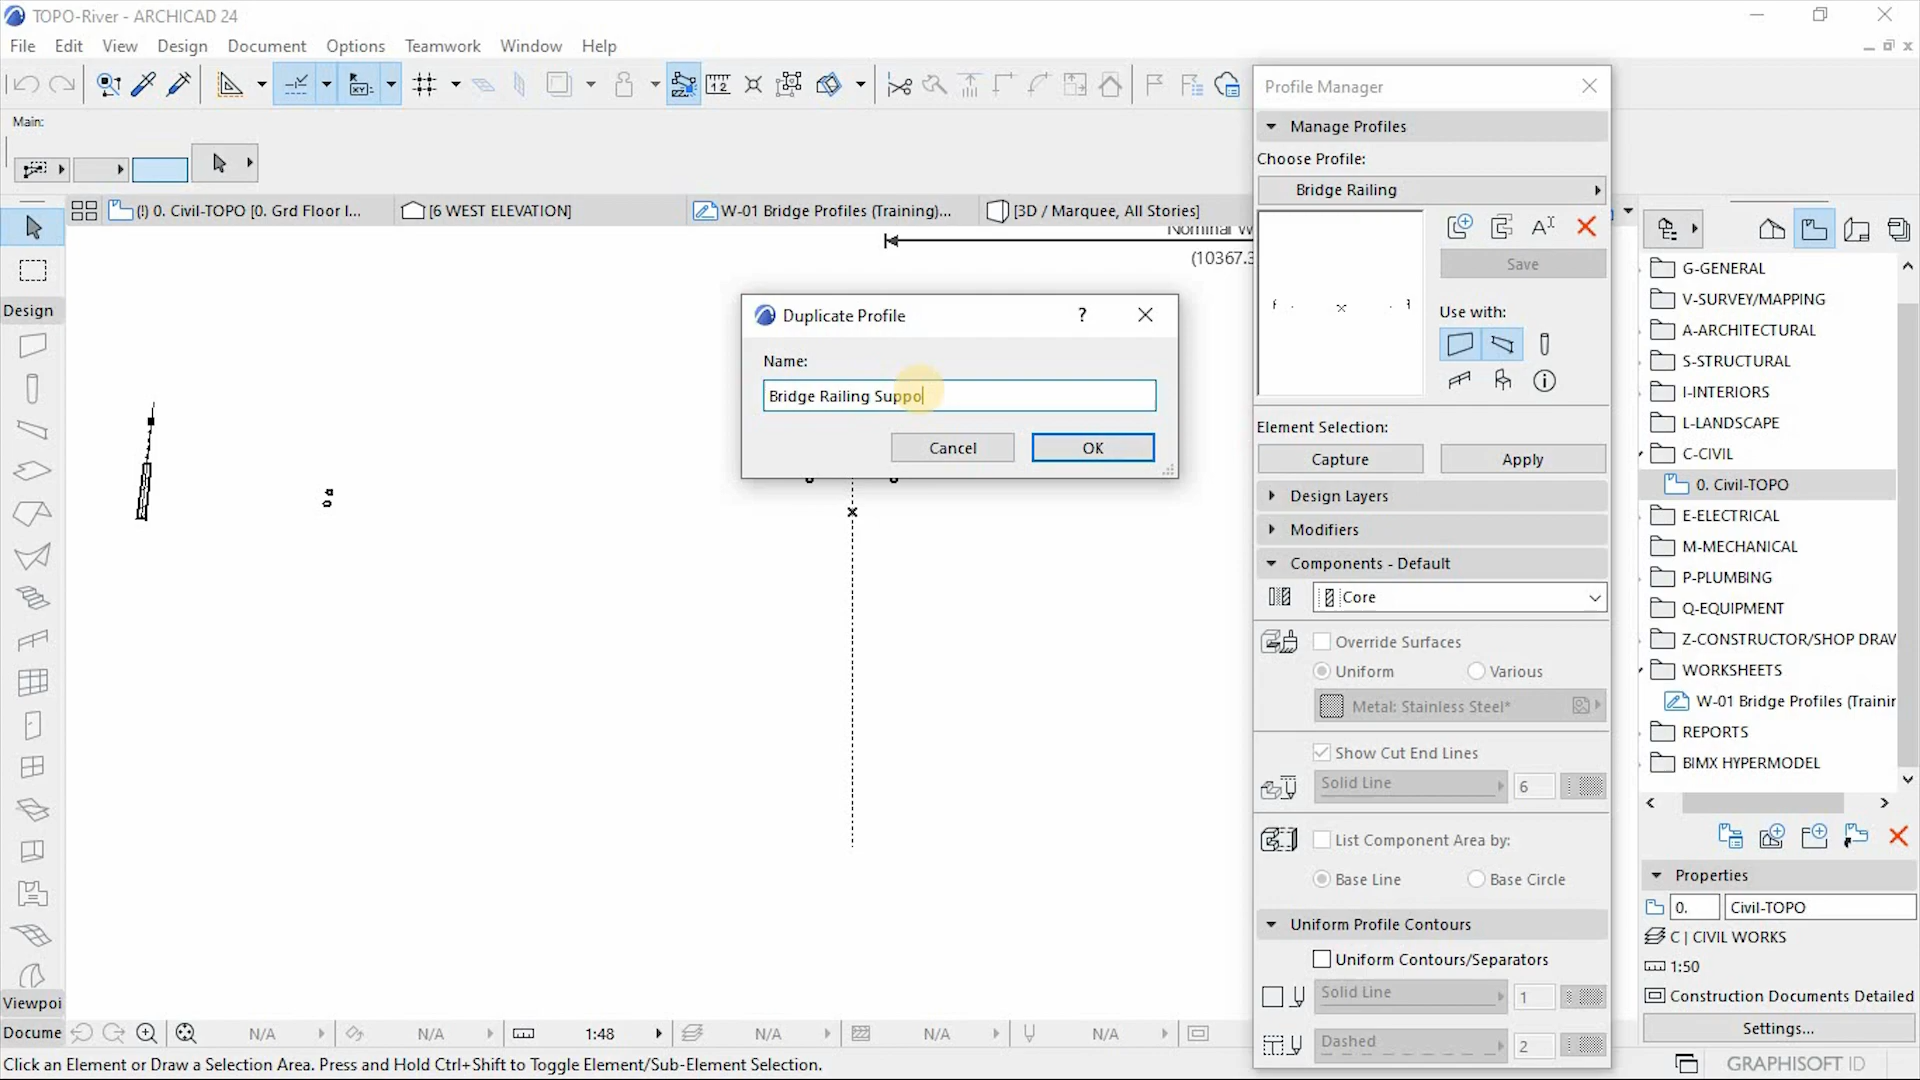 TOPO-River - ARCHICAD 24
File Edit View Design Document Options Teamwork Window Help
Main:
(!) 0. Civil-TOPO [0. Grd Floor I...
[6 WEST ELEVATION]
W-01 Bridge Profiles (Training)...
[3D / Marquee, All Stories]
Design
Viewpoi
Docume
Nominal W
(10367.3
Duplicate Profile
?
Name:
Bridge Railing Suppo
Cancel
OK
Profile Manager
Manage Profiles
Choose Profile:
Bridge Railing
Save
Use with:
Element Selection:
Capture
Apply
Design Layers
Modifiers
Components - Default
Core
Override Surfaces
Uniform
Various
Metal: Stainless Steel*
Show Cut End Lines
Solid Line
6
List Component Area by:
Base Line
Base Circle
Uniform Profile Contours
Uniform Contours/Separators
Solid Line
1
Dashed
2
G-GENERAL
V-SURVEY/MAPPING
A-ARCHITECTURAL
S-STRUCTURAL
I-INTERIORS
L-LANDSCAPE
C-CIVIL
0. Civil-TOPO
E-ELECTRICAL
M-MECHANICAL
P-PLUMBING
Q-EQUIPMENT
Z-CONSTRUCTOR/SHOP DRAW
WORKSHEETS
W-01 Bridge Profiles (Trainin
REPORTS
BIMX HYPERMODEL
Properties
0.
Civil-TOPO
C | CIVIL WORKS
1:50
Construction Documents Detailed
Settings...
N/A
N/A
1:48
N/A
N/A
N/A
Click an Element or Draw a Selection Area. Press and Hold Ctrl+Shift to Toggle Element/Sub-Element Selection.
GRAPHISOFT ID